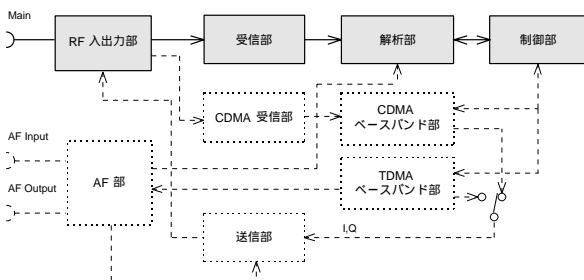 Main
RF 入出力部
受信部
解析部
制御部
CDMA 受信部
CDMA
ベースバンド部
AF Input
AF Output
AF 部
TDMA
ベースバンド部
送信部
I,Q